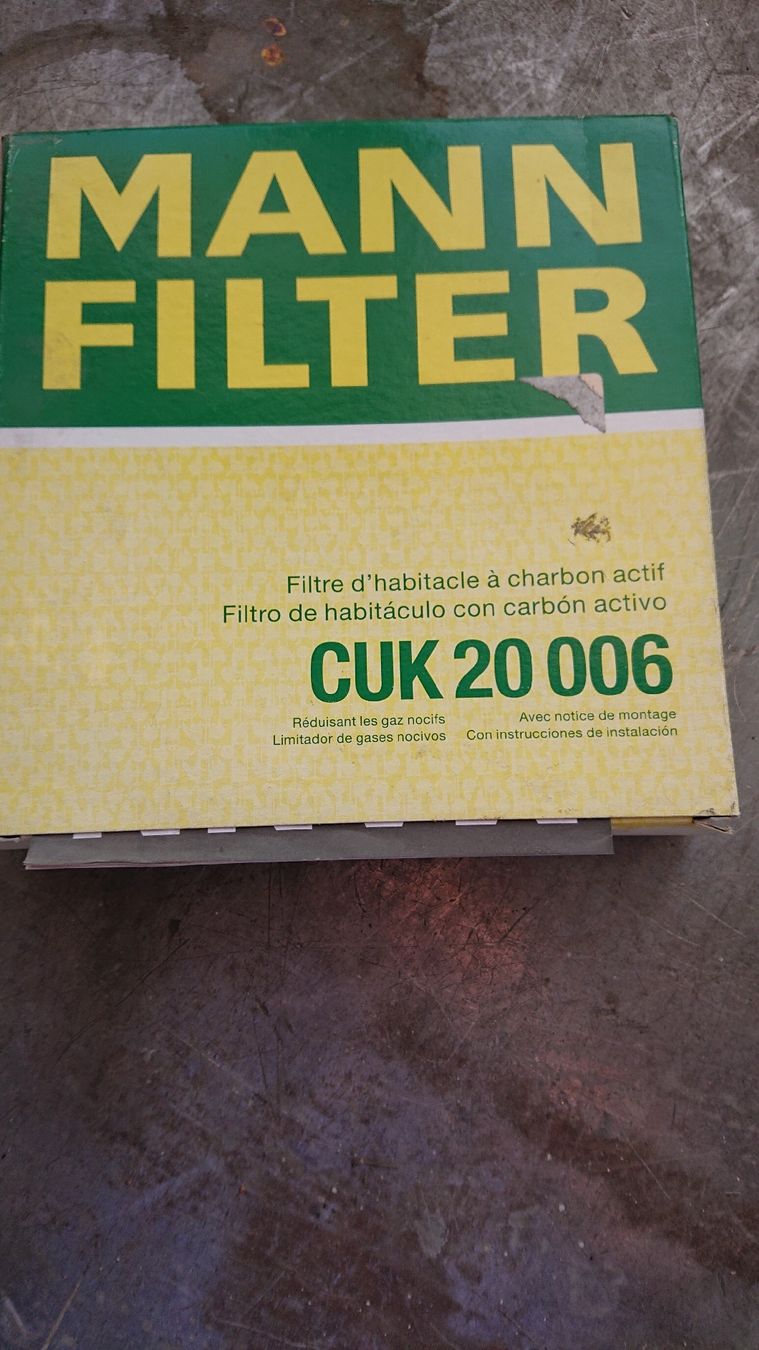 MANN
FILTER
Filtre d'habitacle à charbon actif
Filtro de habitáculo con carbón activo
CUK 20 006
Réduisant les gaz nocifs
Limitador de gases nocivos
Avec notice de montage
Con instrucciones de instalación